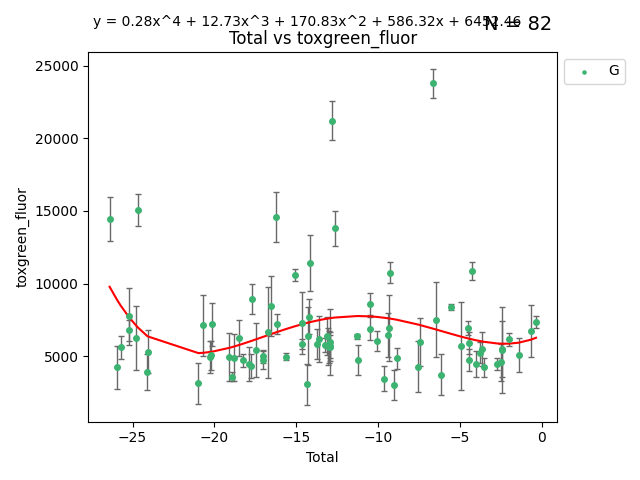 y = 0.28x^4 + 12.73x^3 + 170.83x^2 + 586.32x + 6452.46
N = 82
Total vs toxgreen_fluor
G
toxgreen_fluor
25000
20000
15000
10000
5000
−25 −20 −15 −10 −5 0
Total